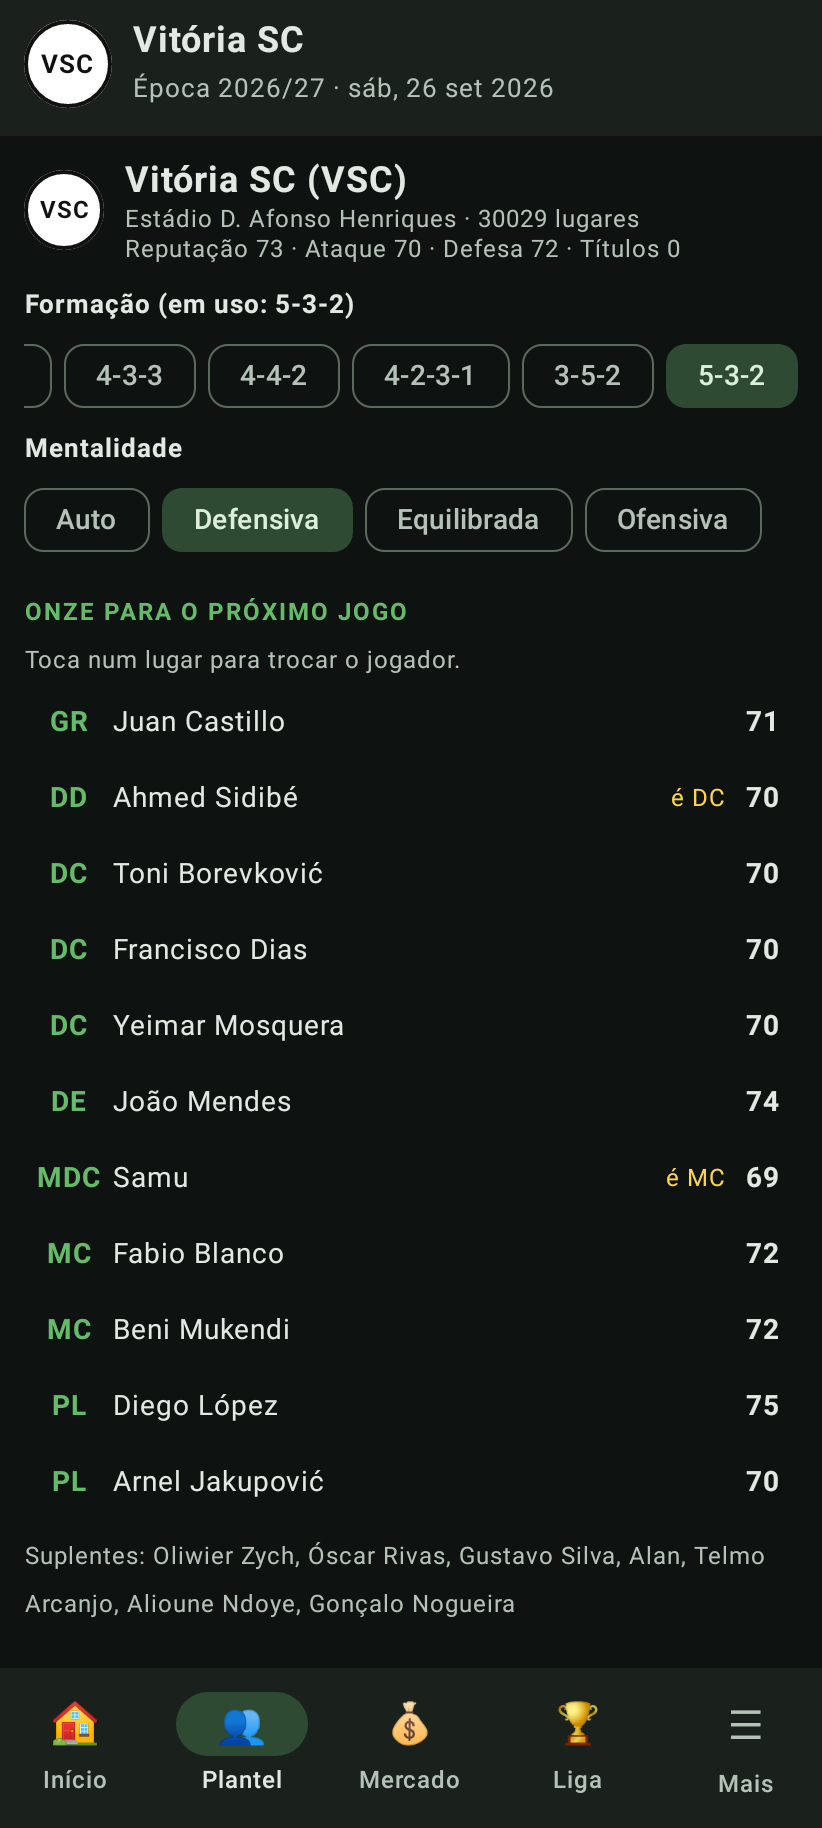 VSC
Vitória SC
Época 2026/27 · sáb, 26 set 2026
VSC
Vitória SC (VSC)
Estádio D. Afonso Henriques · 30029 lugares
Reputação 73 · Ataque 70 · Defesa 72 · Títulos 0
Formação (em uso: 5-3-2)
4-3-3 4-4-2 4-2-3-1 3-5-2 5-3-2
Mentalidade
Auto Defensiva Equilibrada Ofensiva
ONZE PARA O PRÓXIMO JOGO
Toca num lugar para trocar o jogador.
GR Juan Castillo 71
DD Ahmed Sidibé é DC 70
DC Toni Borevković 70
DC Francisco Dias 70
DC Yeimar Mosquera 70
DE João Mendes 74
MDC Samu é MC 69
MC Fabio Blanco 72
MC Beni Mukendi 72
PL Diego López 75
PL Arnel Jakupović 70
Suplentes: Oliwier Zych, Óscar Rivas, Gustavo Silva, Alan, Telmo
Arcanjo, Alioune Ndoye, Gonçalo Nogueira
Início Plantel Mercado Liga Mais